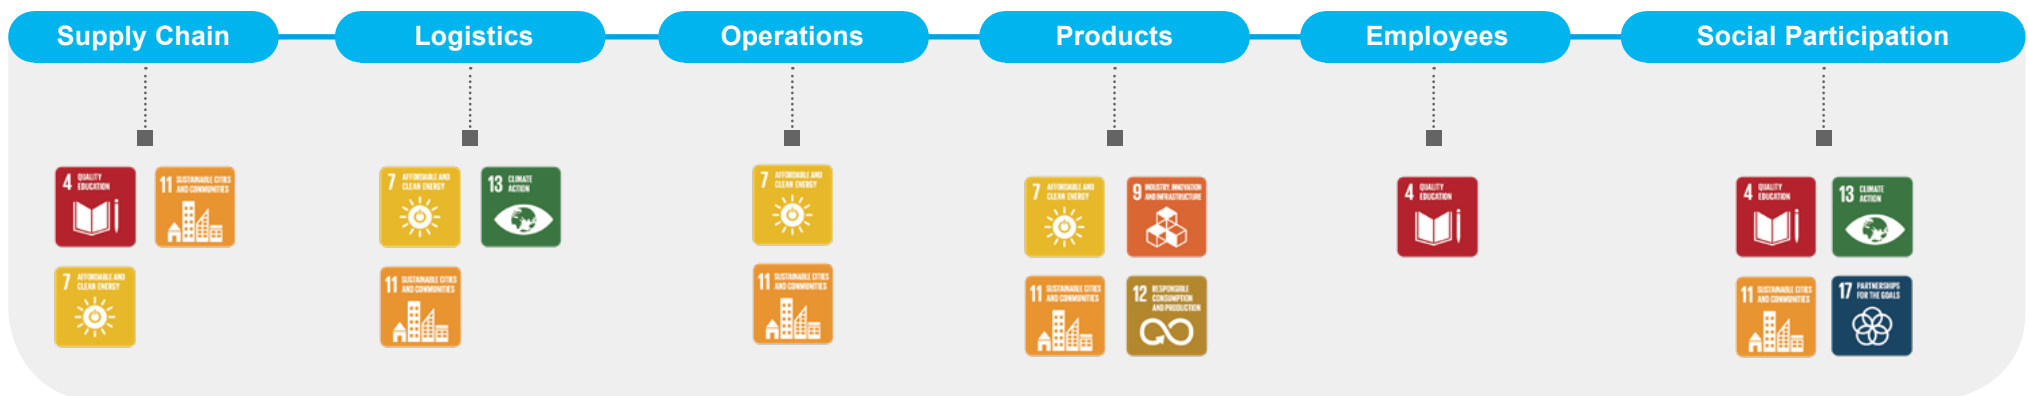 Supply Chain
Logistics
Operations
Products
Employees
Social Participation
4 QUALITY
EDUCATION
11 SUSTAINABLE CITIES
AND COMMUNITIES
7 AFFORDABLE AND
CLEAN ENERGY
7 AFFORDABLE AND
CLEAN ENERGY
13 CLIMATE
ACTION
11 SUSTAINABLE CITIES
AND COMMUNITIES
7 AFFORDABLE AND
CLEAN ENERGY
11 SUSTAINABLE CITIES
AND COMMUNITIES
7 AFFORDABLE AND
CLEAN ENERGY
9 INDUSTRY, INNOVATION
AND INFRASTRUCTURE
11 SUSTAINABLE CITIES
AND COMMUNITIES
12 RESPONSIBLE
CONSUMPTION
AND PRODUCTION
4 QUALITY
EDUCATION
4 QUALITY
EDUCATION
13 CLIMATE
ACTION
11 SUSTAINABLE CITIES
AND COMMUNITIES
17 PARTNERSHIPS
FOR THE GOALS